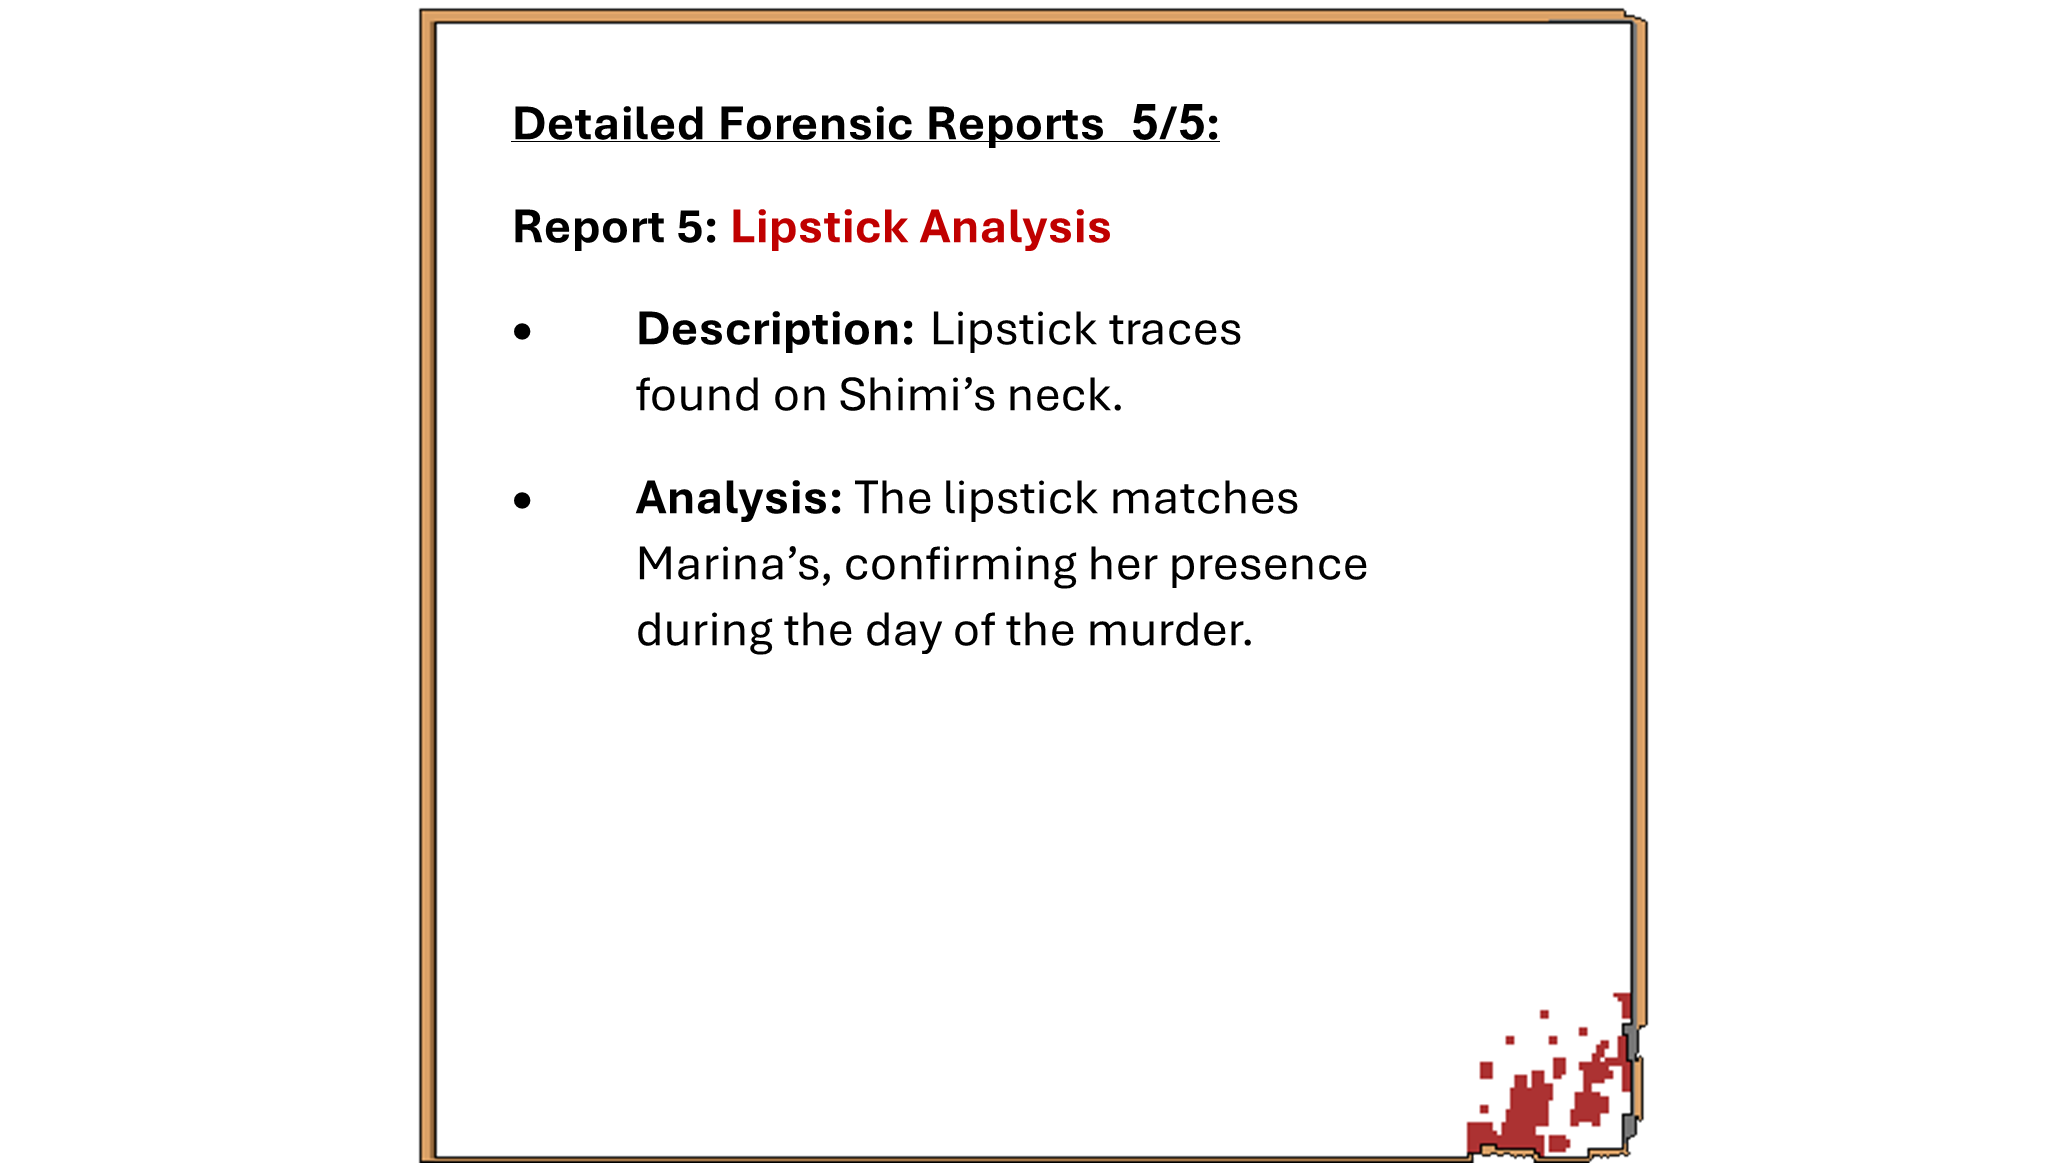 Detailed Forensic Reports  5/5:
Report 5: Lipstick Analysis
• Description: Lipstick traces
found on Shimi’s neck.
• Analysis: The lipstick matches
Marina’s, confirming her presence
during the day of the murder.